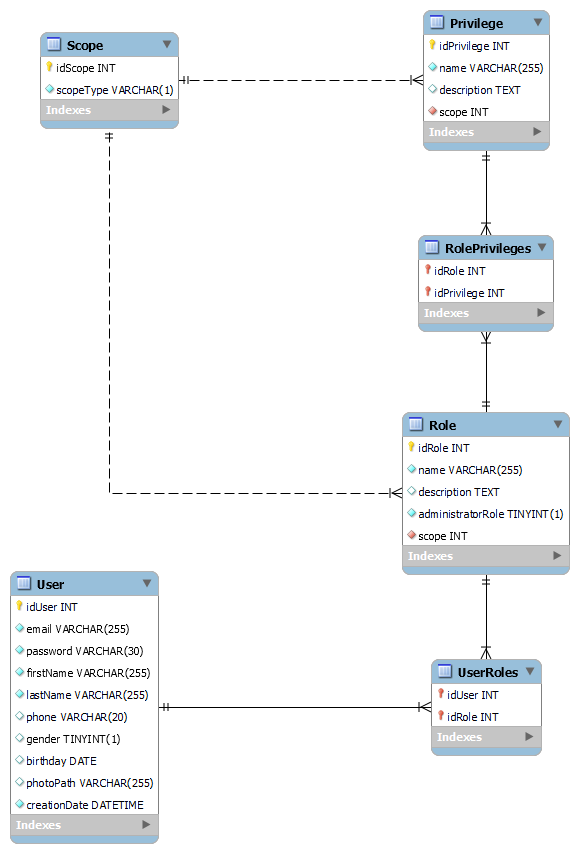 Scope
idScope INT
scopeType VARCHAR(1)
Indexes
Privilege
idPrivilege INT
name VARCHAR(255)
description TEXT
scope INT
Indexes
RolePrivileges
idRole INT
idPrivilege INT
Indexes
Role
idRole INT
name VARCHAR(255)
description TEXT
administratorRole TINYINT(1)
scope INT
Indexes
User
idUser INT
email VARCHAR(255)
password VARCHAR(30)
firstName VARCHAR(255)
lastName VARCHAR(255)
phone VARCHAR(20)
gender TINYINT(1)
birthday DATE
photoPath VARCHAR(255)
creationDate DATETIME
Indexes
UserRoles
idUser INT
idRole INT
Indexes